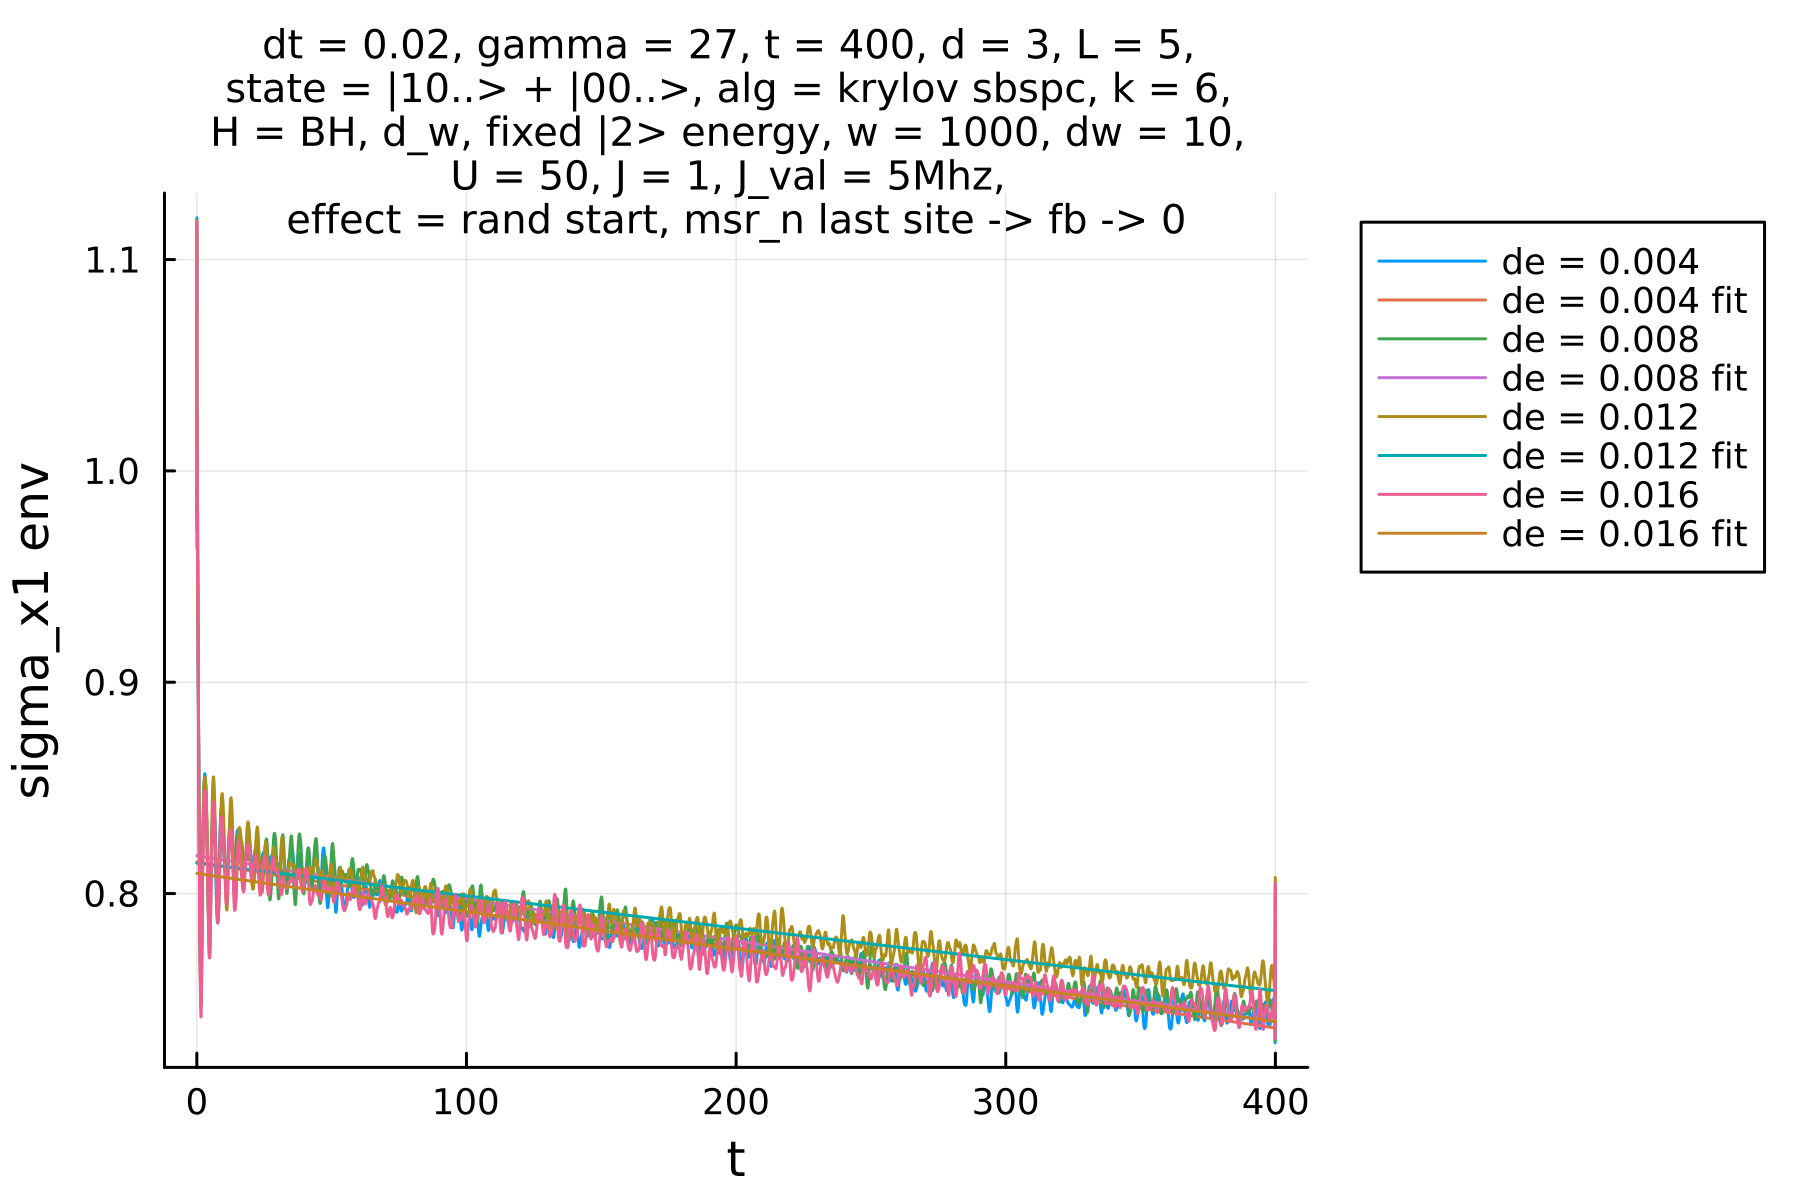 dt = 0.02, gamma = 27, t = 400, d = 3, L = 5,
state = |10..> + |00..>, alg = krylov sbspc, k = 6,
H = BH, d_w, fixed |2> energy, w = 1000, dw = 10,
U = 50, J = 1, J_val = 5Mhz,
effect = rand start, msr_n last site -> fb -> 0
sigma_x1 env
1.1
1.0
0.9
0.8
0
100
200
300
400
t
de = 0.004
de = 0.004 fit
de = 0.008
de = 0.008 fit
de = 0.012
de = 0.012 fit
de = 0.016
de = 0.016 fit